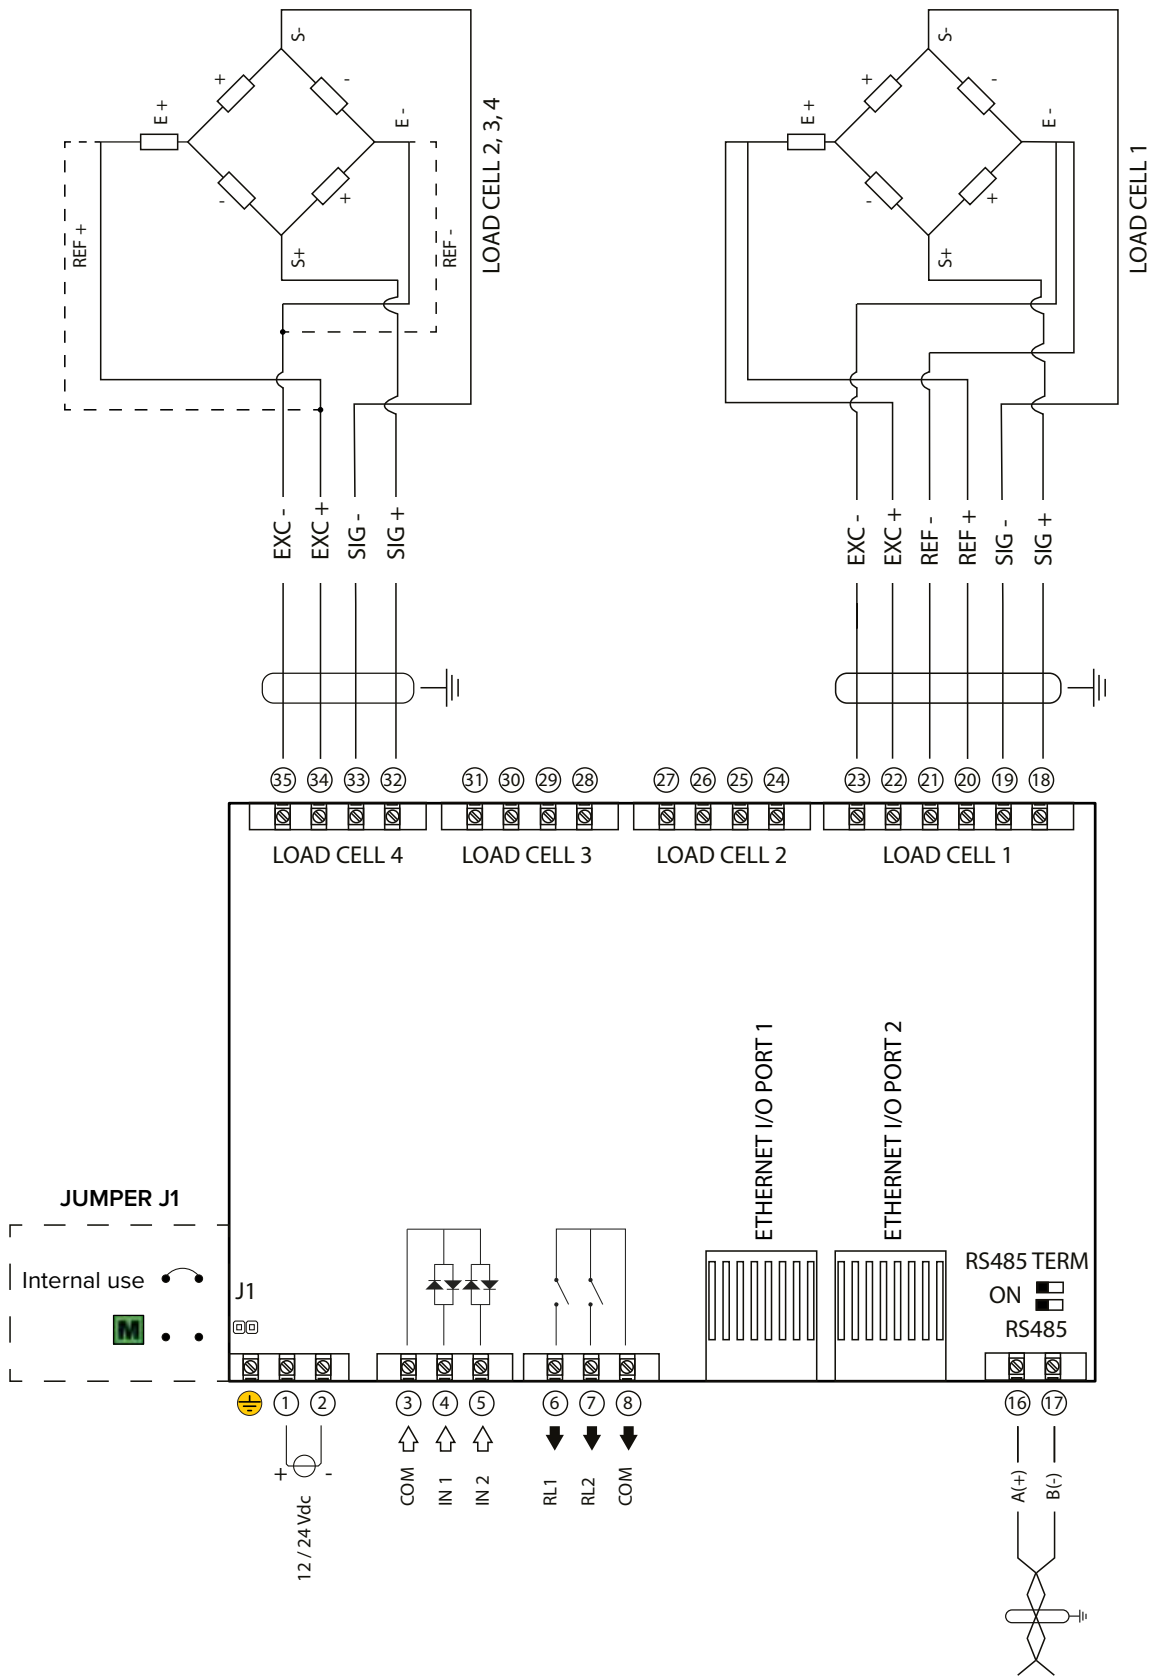 S-
+
-
E +
E -
-
+
S+
REF +
REF -
LOAD CELL 2, 3, 4
S-
+
-
E +
E -
-
+
S+
LOAD CELL 1
EXC -
EXC +
SIG -
SIG +
EXC -
EXC +
REF -
REF +
SIG -
SIG +
35 34 33 32
31 30 29 28
27 26 25 24
23 22 21 20 19 18
LOAD CELL 4
LOAD CELL 3
LOAD CELL 2
LOAD CELL 1
ETHERNET I/O PORT 1
ETHERNET I/O PORT 2
JUMPER J1
Internal use
M
J1
RS485 TERM
ON
RS485
1 2
3 4 5
6 7 8
16 17
+ -
12 / 24 Vdc
COM
IN 1
IN 2
RL1
RL2
COM
A(+)
B(-)